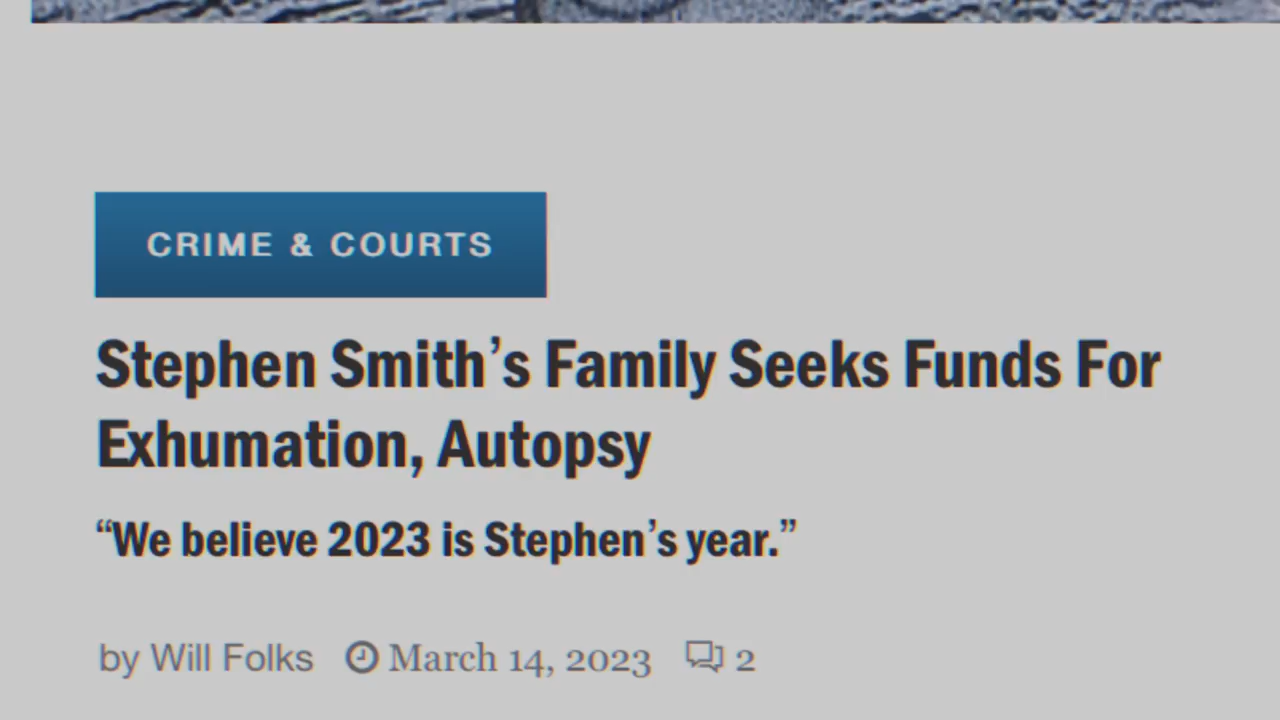 CRIME & COURTS
Stephen Smith’s Family Seeks Funds For
Exhumation, Autopsy
“We believe 2023 is Stephen’s year.”
by Will Folks March 14, 2023 2